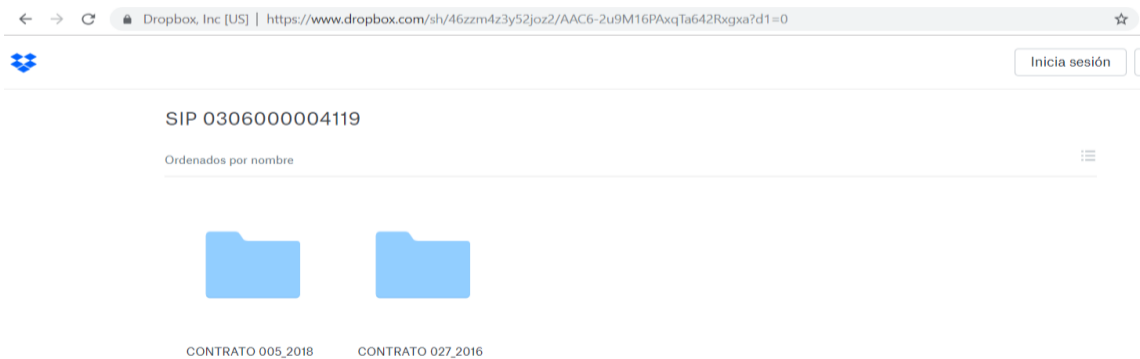 Dropbox, Inc [US] | https://www.dropbox.com/sh/46zzm4z3y52joz2/AAC6-2u9M16PAxqTa642Rxgxa?d1=0
Inicia sesión
SIP 0306000004119
Ordenados por nombre
CONTRATO 005_2018 CONTRATO 027_2016